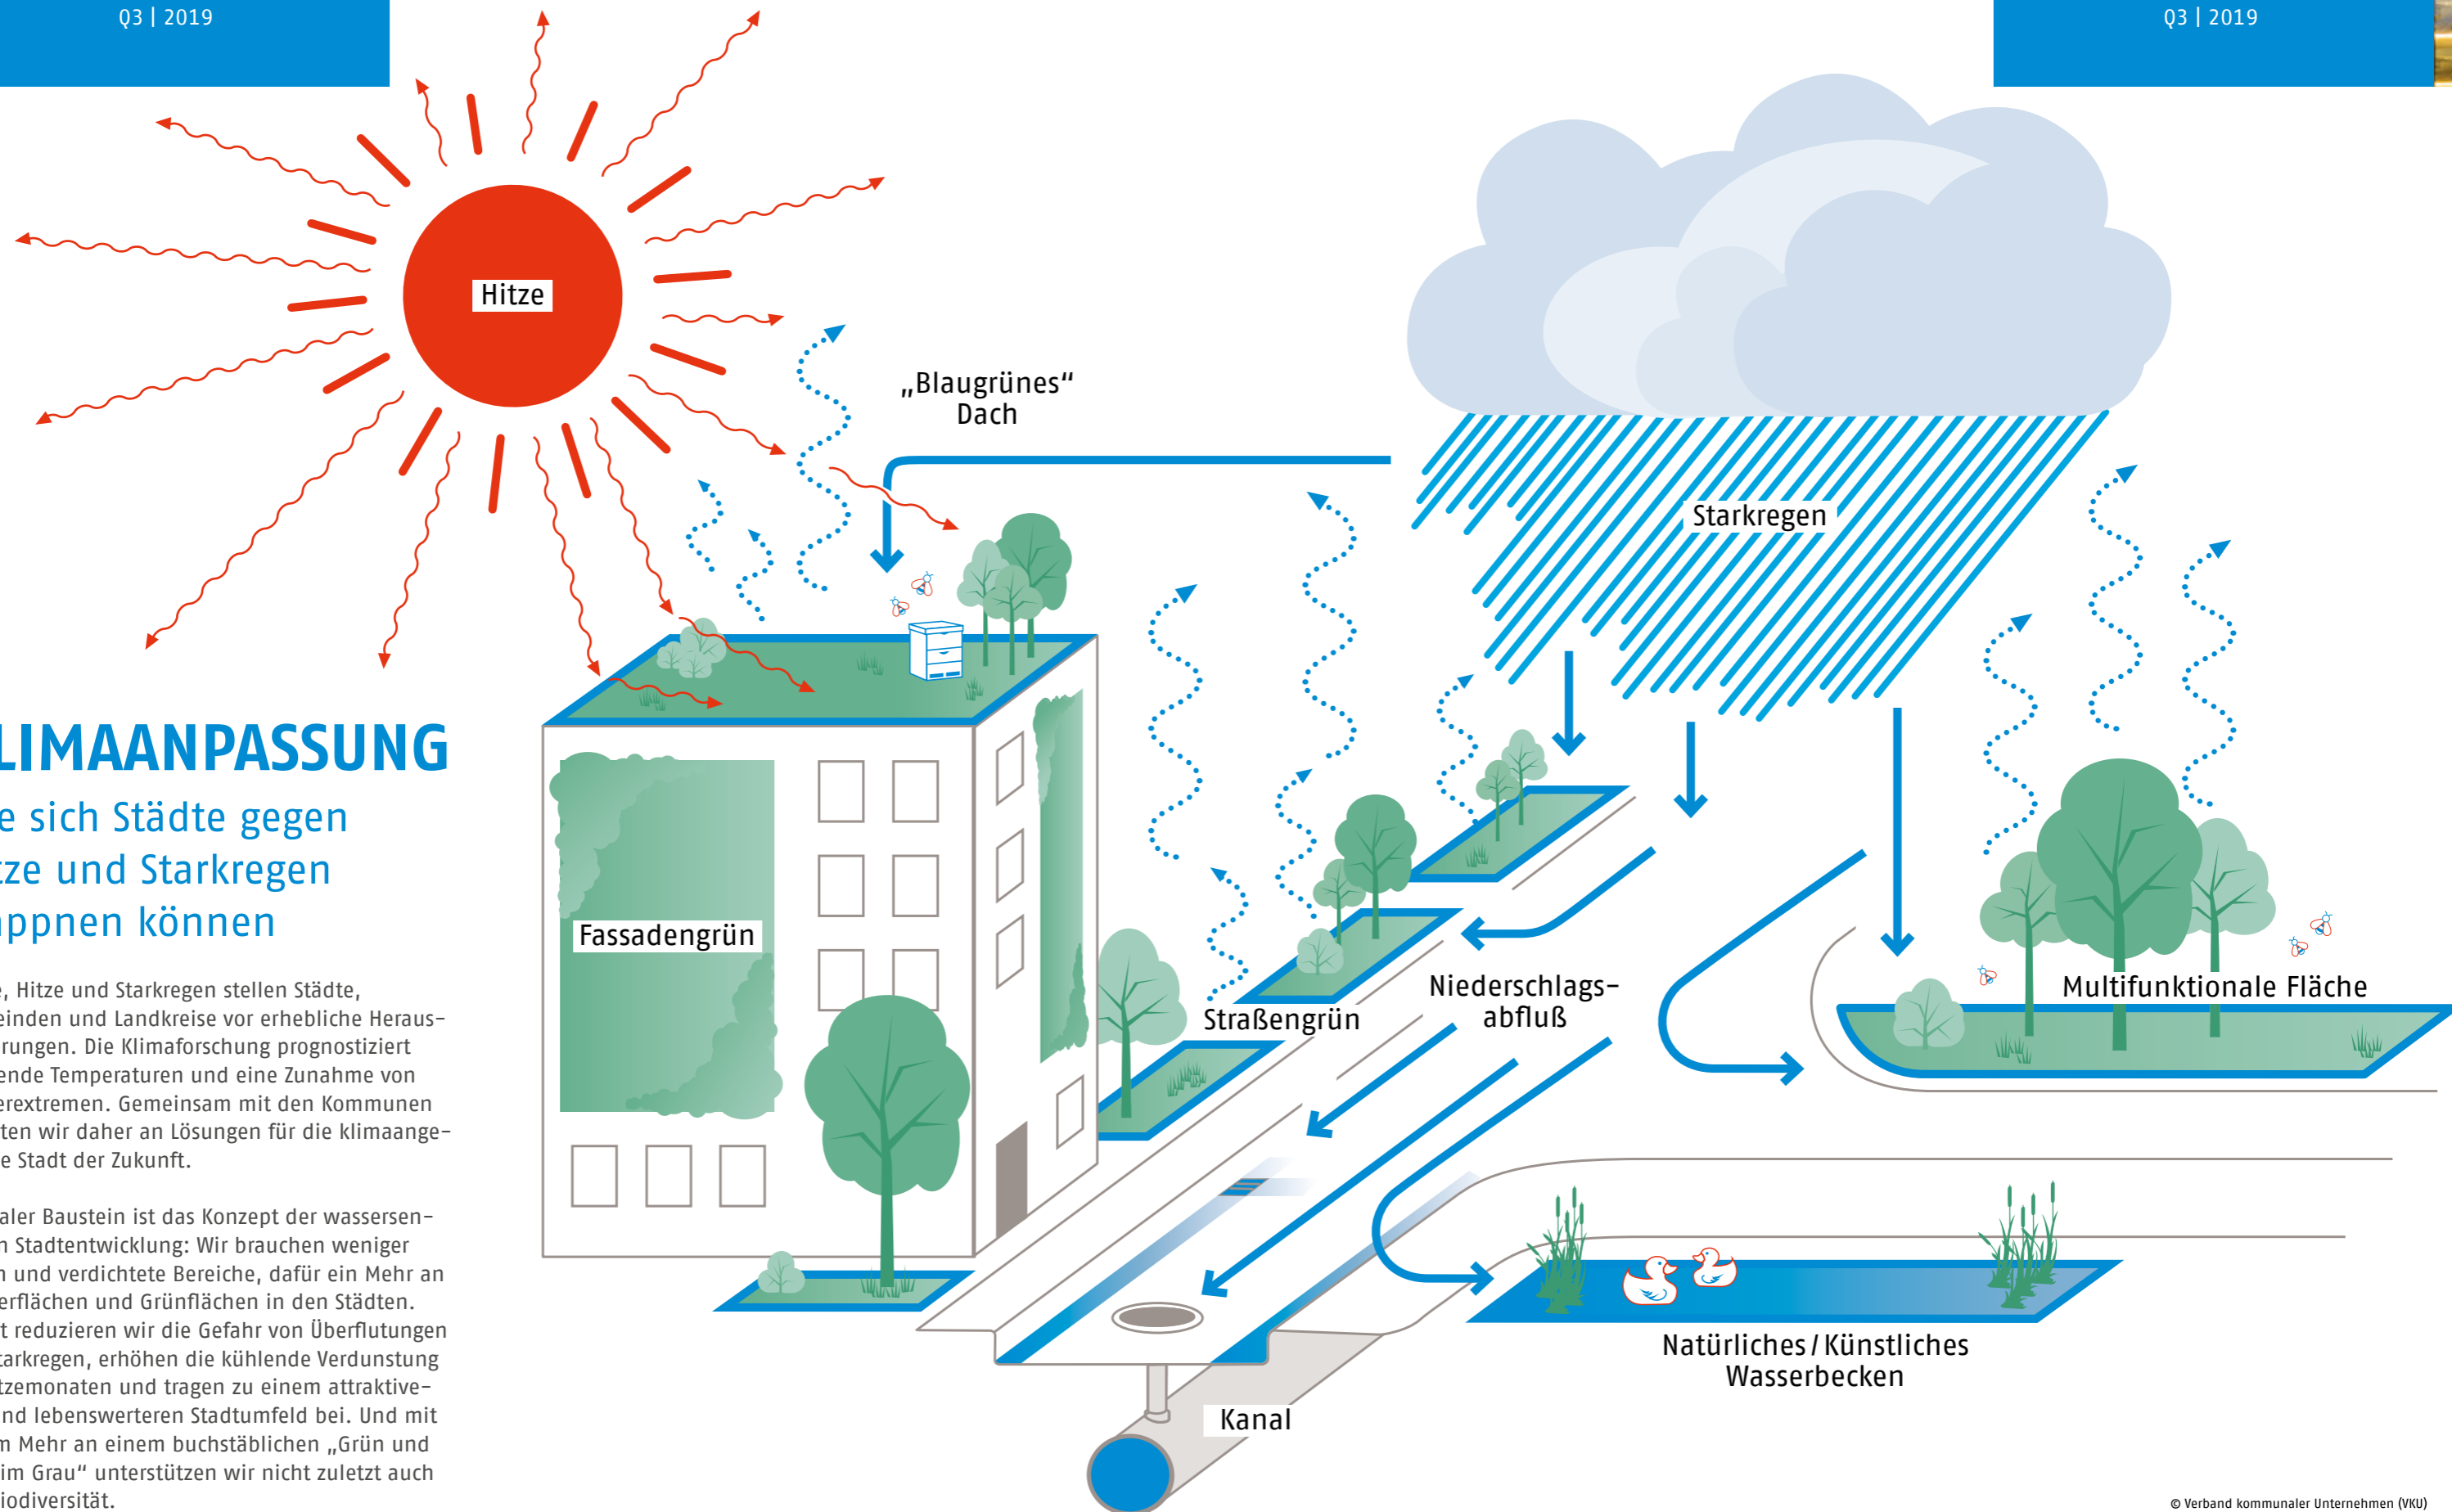 Q3 | 2019
Q3 | 2019
Hitze
„Blaugrünes“
Dach
Starkregen
LIMAANPASSUNG
e sich Städte gegen
tze und Starkregen
appnen können
e, Hitze und Starkregen stellen Städte,
einden und Landkreise vor erhebliche Heraus-
rungen. Die Klimaforschung prognostiziert
ende Temperaturen und eine Zunahme von
erextremen. Gemeinsam mit den Kommunen
ten wir daher an Lösungen für die klimaange-
e Stadt der Zukunft.
aler Baustein ist das Konzept der wassersen-
n Stadtentwicklung: Wir brauchen weniger
n und verdichtete Bereiche, dafür ein Mehr an
erflächen und Grünflächen in den Städten.
t reduzieren wir die Gefahr von Überflutungen
tarkregen, erhöhen die kühlende Verdunstung
tzemonaten und tragen zu einem attraktive-
nd lebenswerteren Stadtumfeld bei. Und mit
m Mehr an einem buchstäblichen „Grün und
im Grau“ unterstützen wir nicht zuletzt auch
iodiversität.
Fassadengrün
Straßengrün
Niederschlags-
abfluß
Multifunktionale Fläche
Natürliches / Künstliches
Wasserbecken
Kanal
© Verband kommunaler Unternehmen (VKU)